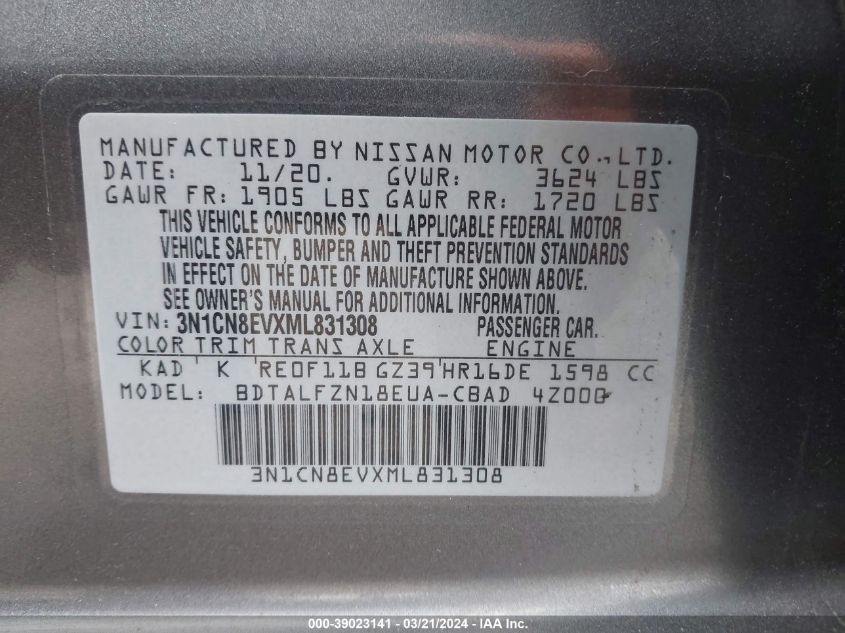 MANUFACTURED BY NISSAN MOTOR CO., LTD.
DATE: 11/20. GVWR: 3624 LBS
GAWR FR: 1905 LBS GAWR RR: 1720 LBS
THIS VEHICLE CONFORMS TO ALL APPLICABLE FEDERAL MOTOR
VEHICLE SAFETY, BUMPER AND THEFT PREVENTION STANDARDS
IN EFFECT ON THE DATE OF MANUFACTURE SHOWN ABOVE.
SEE OWNER'S MANUAL FOR ADDITIONAL INFORMATION.
VIN: 3N1CN8EVXML831308 PASSENGER CAR.
COLOR TRIM TRANS AXLE ENGINE
KAD K RE0F11B GZ39 HR16DE 1598 CC
MODEL: BDTALFZN18EUA-CBAD 4Z000
3N1CN8EVXML831308
000-39023141 - 03/21/2024 - IAA Inc.